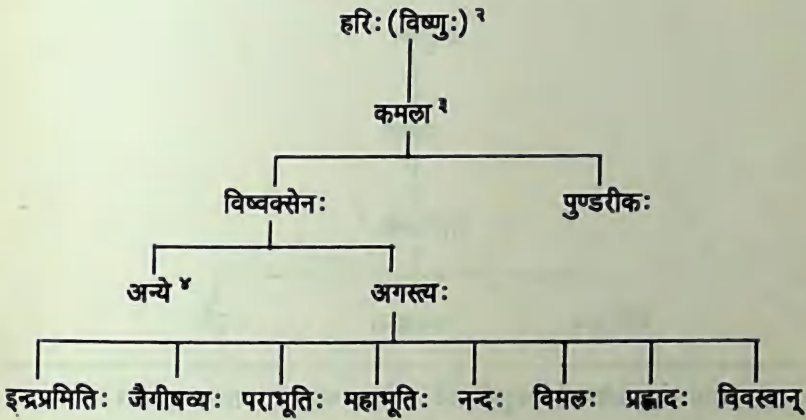 हरिः (विष्णुः) २
कमला ३
विष्वक्सेनः पुण्डरीकः
अन्ये ४ अगस्त्यः
इन्द्रप्रमितिः जैगीषव्यः पराभूतिः महाभूतिः नन्दः विमलः प्रह्लादः विवस्वान्